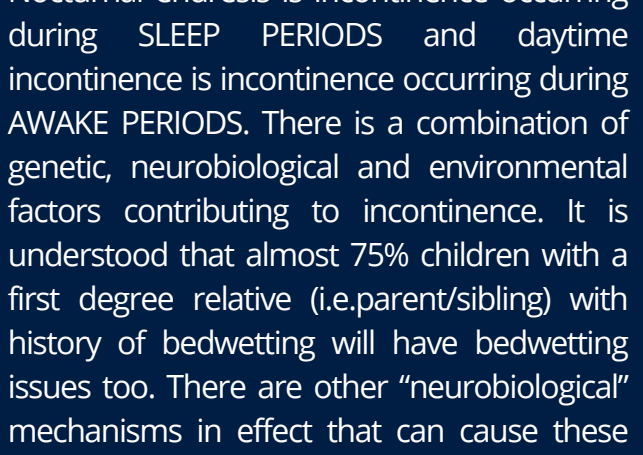 Nocturnal enuresis is incontinence occurring
during SLEEP PERIODS and daytime
incontinence is incontinence occurring during
AWAKE PERIODS. There is a combination of
genetic, neurobiological and environmental
factors contributing to incontinence. It is
understood that almost 75% children with a
first degree relative (i.e.parent/sibling) with
history of bedwetting will have bedwetting
issues too. There are other “neurobiological”
mechanisms in effect that can cause these